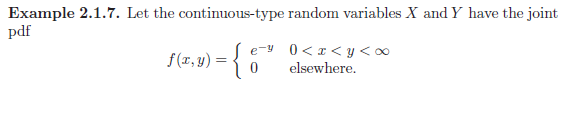 Example 2.1.7. Let the continuous-type random variables X and Y have the joint
pdf
f(x, y) = { e^{-y} 0 < x < y < ∞
0 elsewhere.